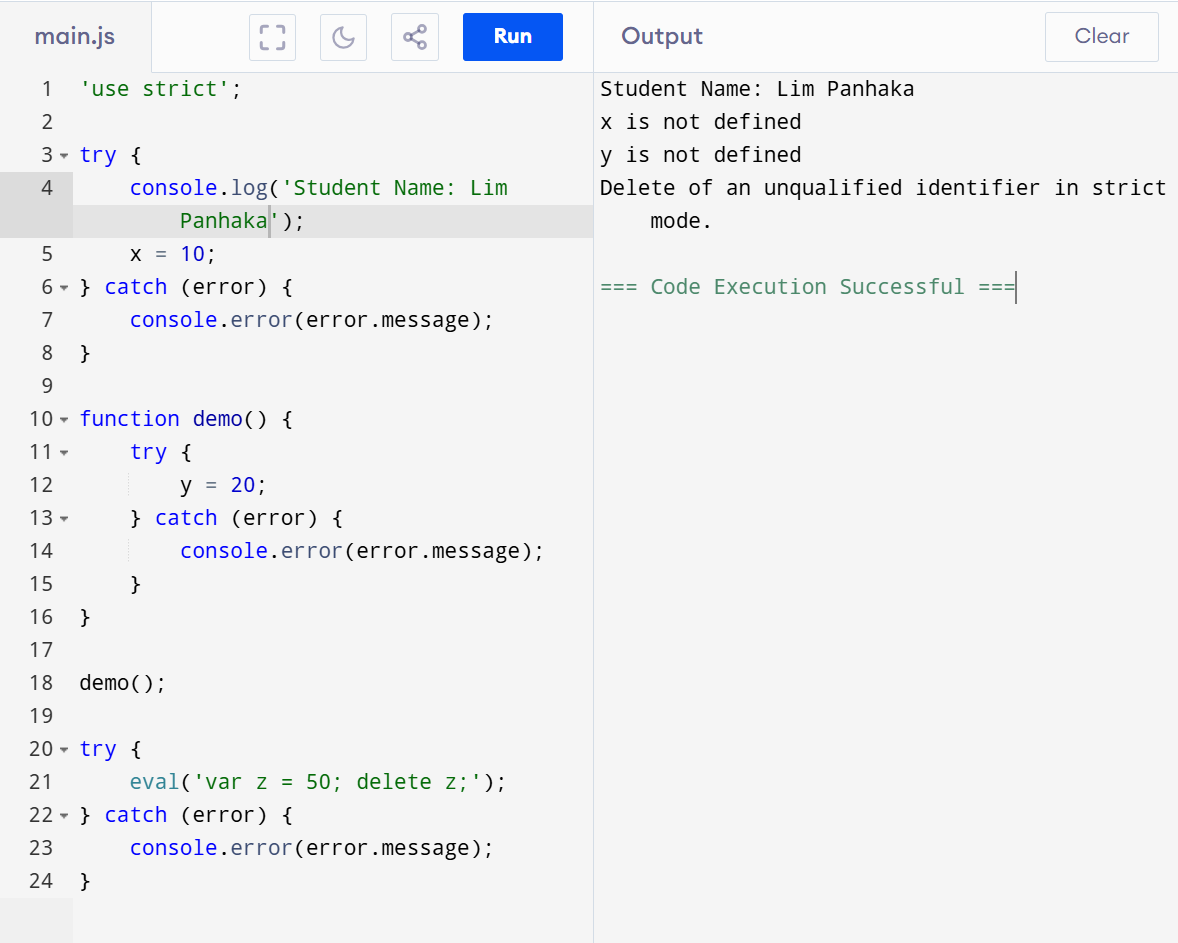 main.js
Run
Output
Clear
1 'use strict';
2
3 try {
4     console.log('Student Name: Lim
            Panhaka');
5     x = 10;
6 } catch (error) {
7     console.error(error.message);
8 }
9
10 function demo() {
11     try {
12         y = 20;
13     } catch (error) {
14         console.error(error.message);
15     }
16 }
17
18 demo();
19
20 try {
21     eval('var z = 50; delete z;');
22 } catch (error) {
23     console.error(error.message);
24 }
Student Name: Lim Panhaka
x is not defined
y is not defined
Delete of an unqualified identifier in strict
    mode.

=== Code Execution Successful ===